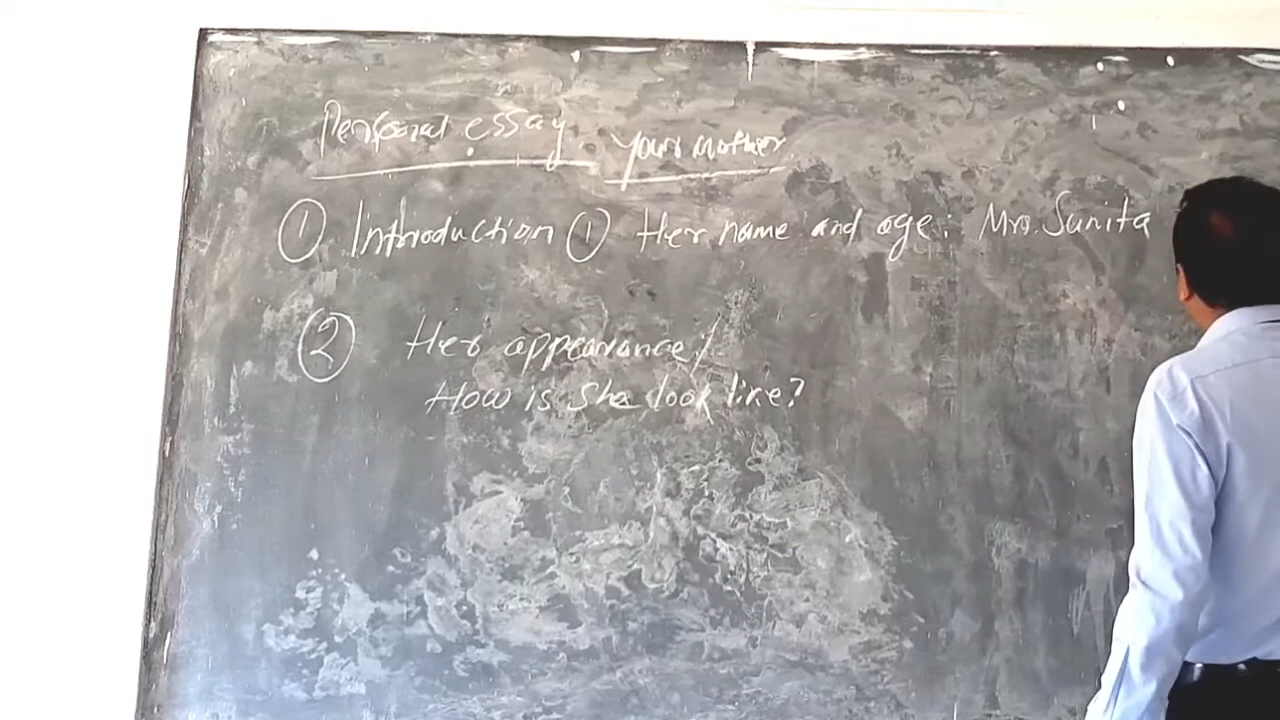 Personal essay. Your mother
① Introduction ① Her name and age: Mrs. Sunita
② Her appearance/
How is she look like?